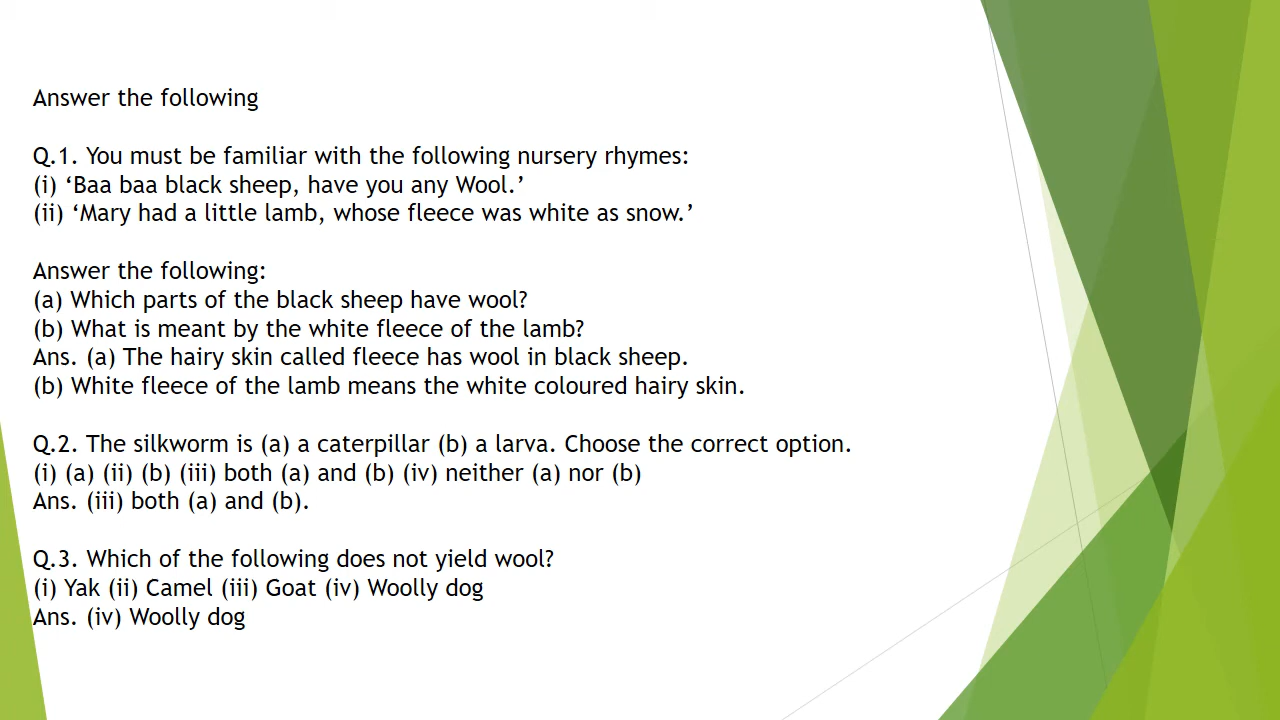 Answer the following
Q.1. You must be familiar with the following nursery rhymes:
(i) ‘Baa baa black sheep, have you any Wool.’
(ii) ‘Mary had a little lamb, whose fleece was white as snow.’
Answer the following:
(a) Which parts of the black sheep have wool?
(b) What is meant by the white fleece of the lamb?
Ans. (a) The hairy skin called fleece has wool in black sheep.
(b) White fleece of the lamb means the white coloured hairy skin.
Q.2. The silkworm is (a) a caterpillar (b) a larva. Choose the correct option.
(i) (a) (ii) (b) (iii) both (a) and (b) (iv) neither (a) nor (b)
Ans. (iii) both (a) and (b).
Q.3. Which of the following does not yield wool?
(i) Yak (ii) Camel (iii) Goat (iv) Woolly dog
Ans. (iv) Woolly dog